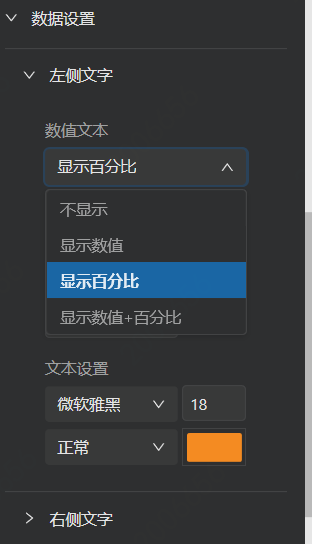 数据设置
左侧文字
数值文本
显示百分比
不显示
显示数值
显示百分比
显示数值+百分比
文本设置
微软雅黑 18
正常
右侧文字